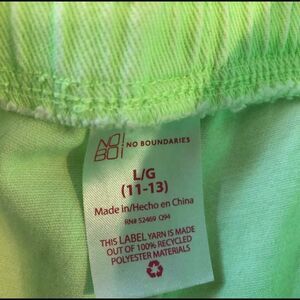 NO
BO
NO BOUNDARIES
L/G
(11-13)
Made in/Hecho en China
RN# 52469 Q94
THIS LABEL YARN IS MADE
OUT OF 100% RECYCLED
POLYESTER MATERIALS